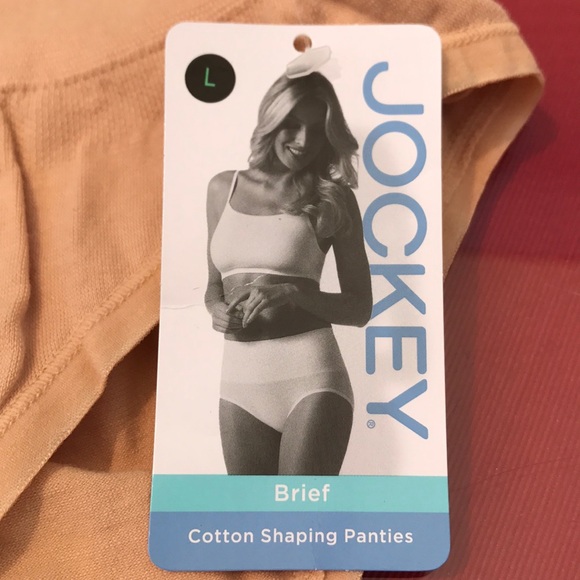 L
JOCKEY®
Brief
Cotton Shaping Panties